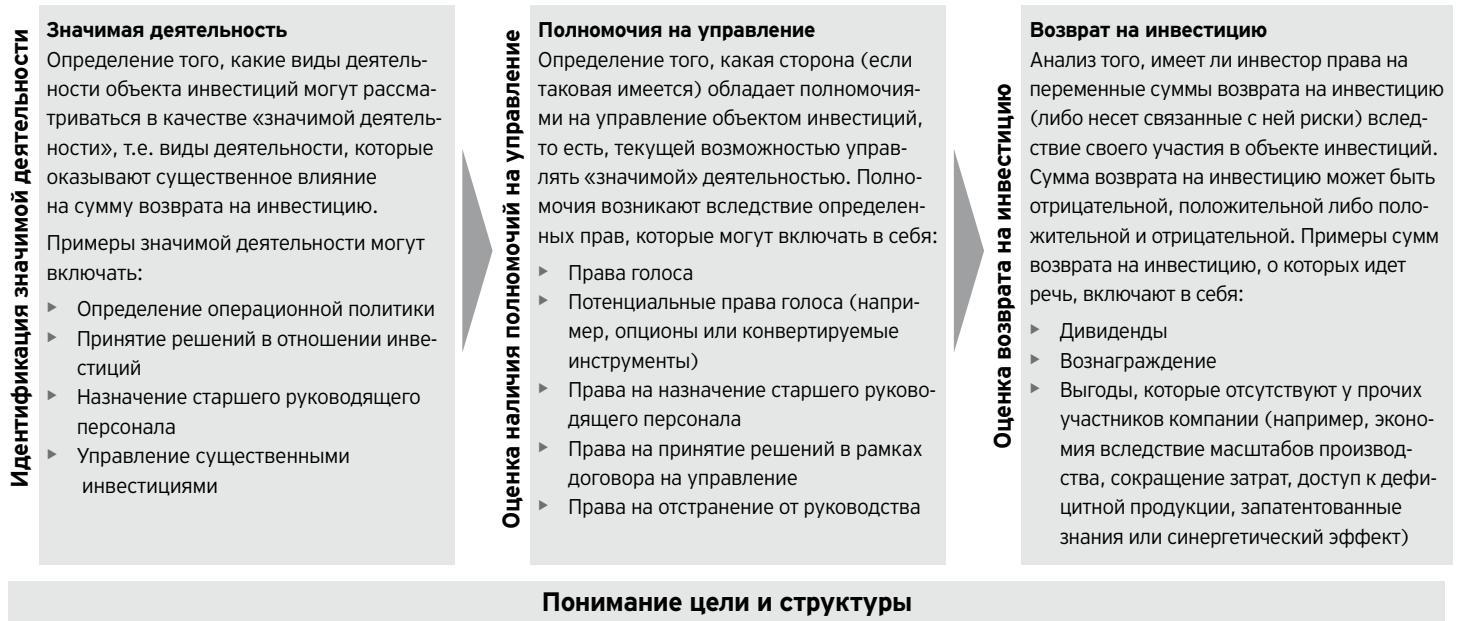 Идентификация значимой деятельности
Значимая деятельность
Определение того, какие виды деятель-
ности объекта инвестиций могут рассма-
триваться в качестве «значимой деятель-
ности», т.е. виды деятельности, которые
оказывают существенное влияние
на сумму возврата на инвестицию.
Примеры значимой деятельности могут
включать:
▸ Определение операционной политики
▸ Принятие решений в отношении инве-
стиций
▸ Назначение старшего руководящего
персонала
▸ Управление существенными
инвестициями
Оценка наличия полномочий на управление
Полномочия на управление
Определение того, какая сторона (если
таковая имеется) обладает полномочия-
ми на управление объектом инвестиций,
то есть, текущей возможностью управ-
лять «значимой» деятельностью. Полно-
мочия возникают вследствие определен-
ных прав, которые могут включать в себя:
▸ Права голоса
▸ Потенциальные права голоса (напри-
мер, опционы или конвертируемые
инструменты)
▸ Права на назначение старшего руково-
дящего персонала
▸ Права на принятие решений в рамках
договора на управление
▸ Права на отстранение от руководства
Оценка возврата на инвестицию
Возврат на инвестицию
Анализ того, имеет ли инвестор права на
переменные суммы возврата на инвестицию
(либо несет связанные с ней риски) вслед-
ствие своего участия в объекте инвестиций.
Сумма возврата на инвестицию может быть
отрицательной, положительной либо поло-
жительной и отрицательной. Примеры сумм
возврата на инвестицию, о которых идет
речь, включают в себя:
▸ Дивиденды
▸ Вознаграждение
▸ Выгоды, которые отсутствуют у прочих
участников компании (например, эконо-
мия вследствие масштабов производ-
ства, сокращение затрат, доступ к дефи-
цитной продукции, запатентованные
знания или синергетический эффект)
Понимание цели и структуры